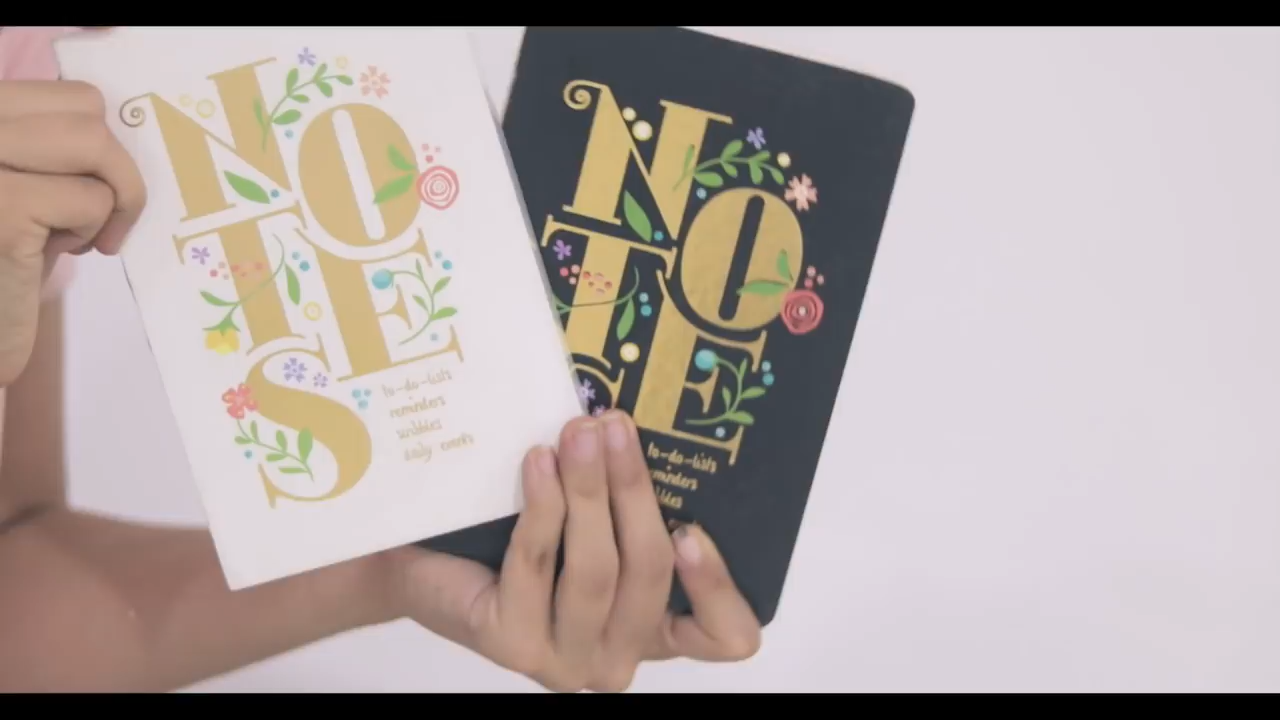 NO
TE
S
to-do-lists
reminders
scribbles
daily events
NO
TE
S
to-do-lists
reminders